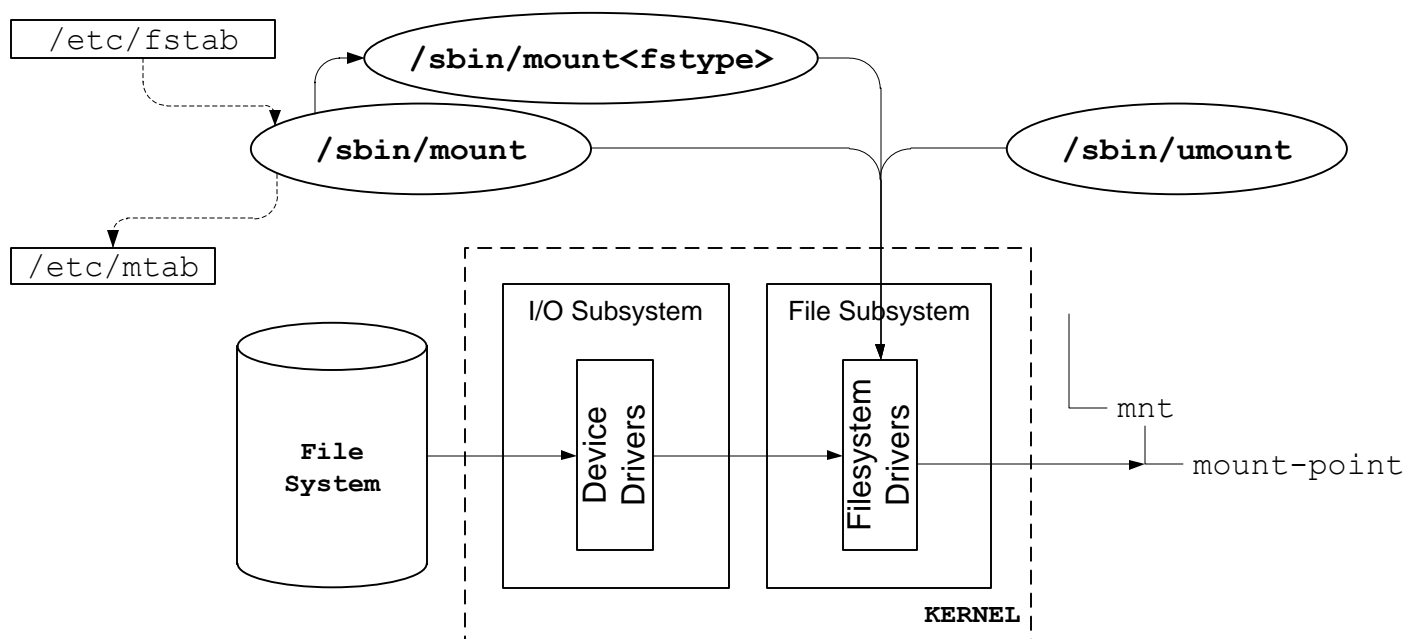 /etc/fstab
/sbin/mount<fstype>
/sbin/mount
/sbin/umount
/etc/mtab
I/O Subsystem
File Subsystem
File
System
Device
Drivers
Filesystem
Drivers
mnt
mount-point
KERNEL